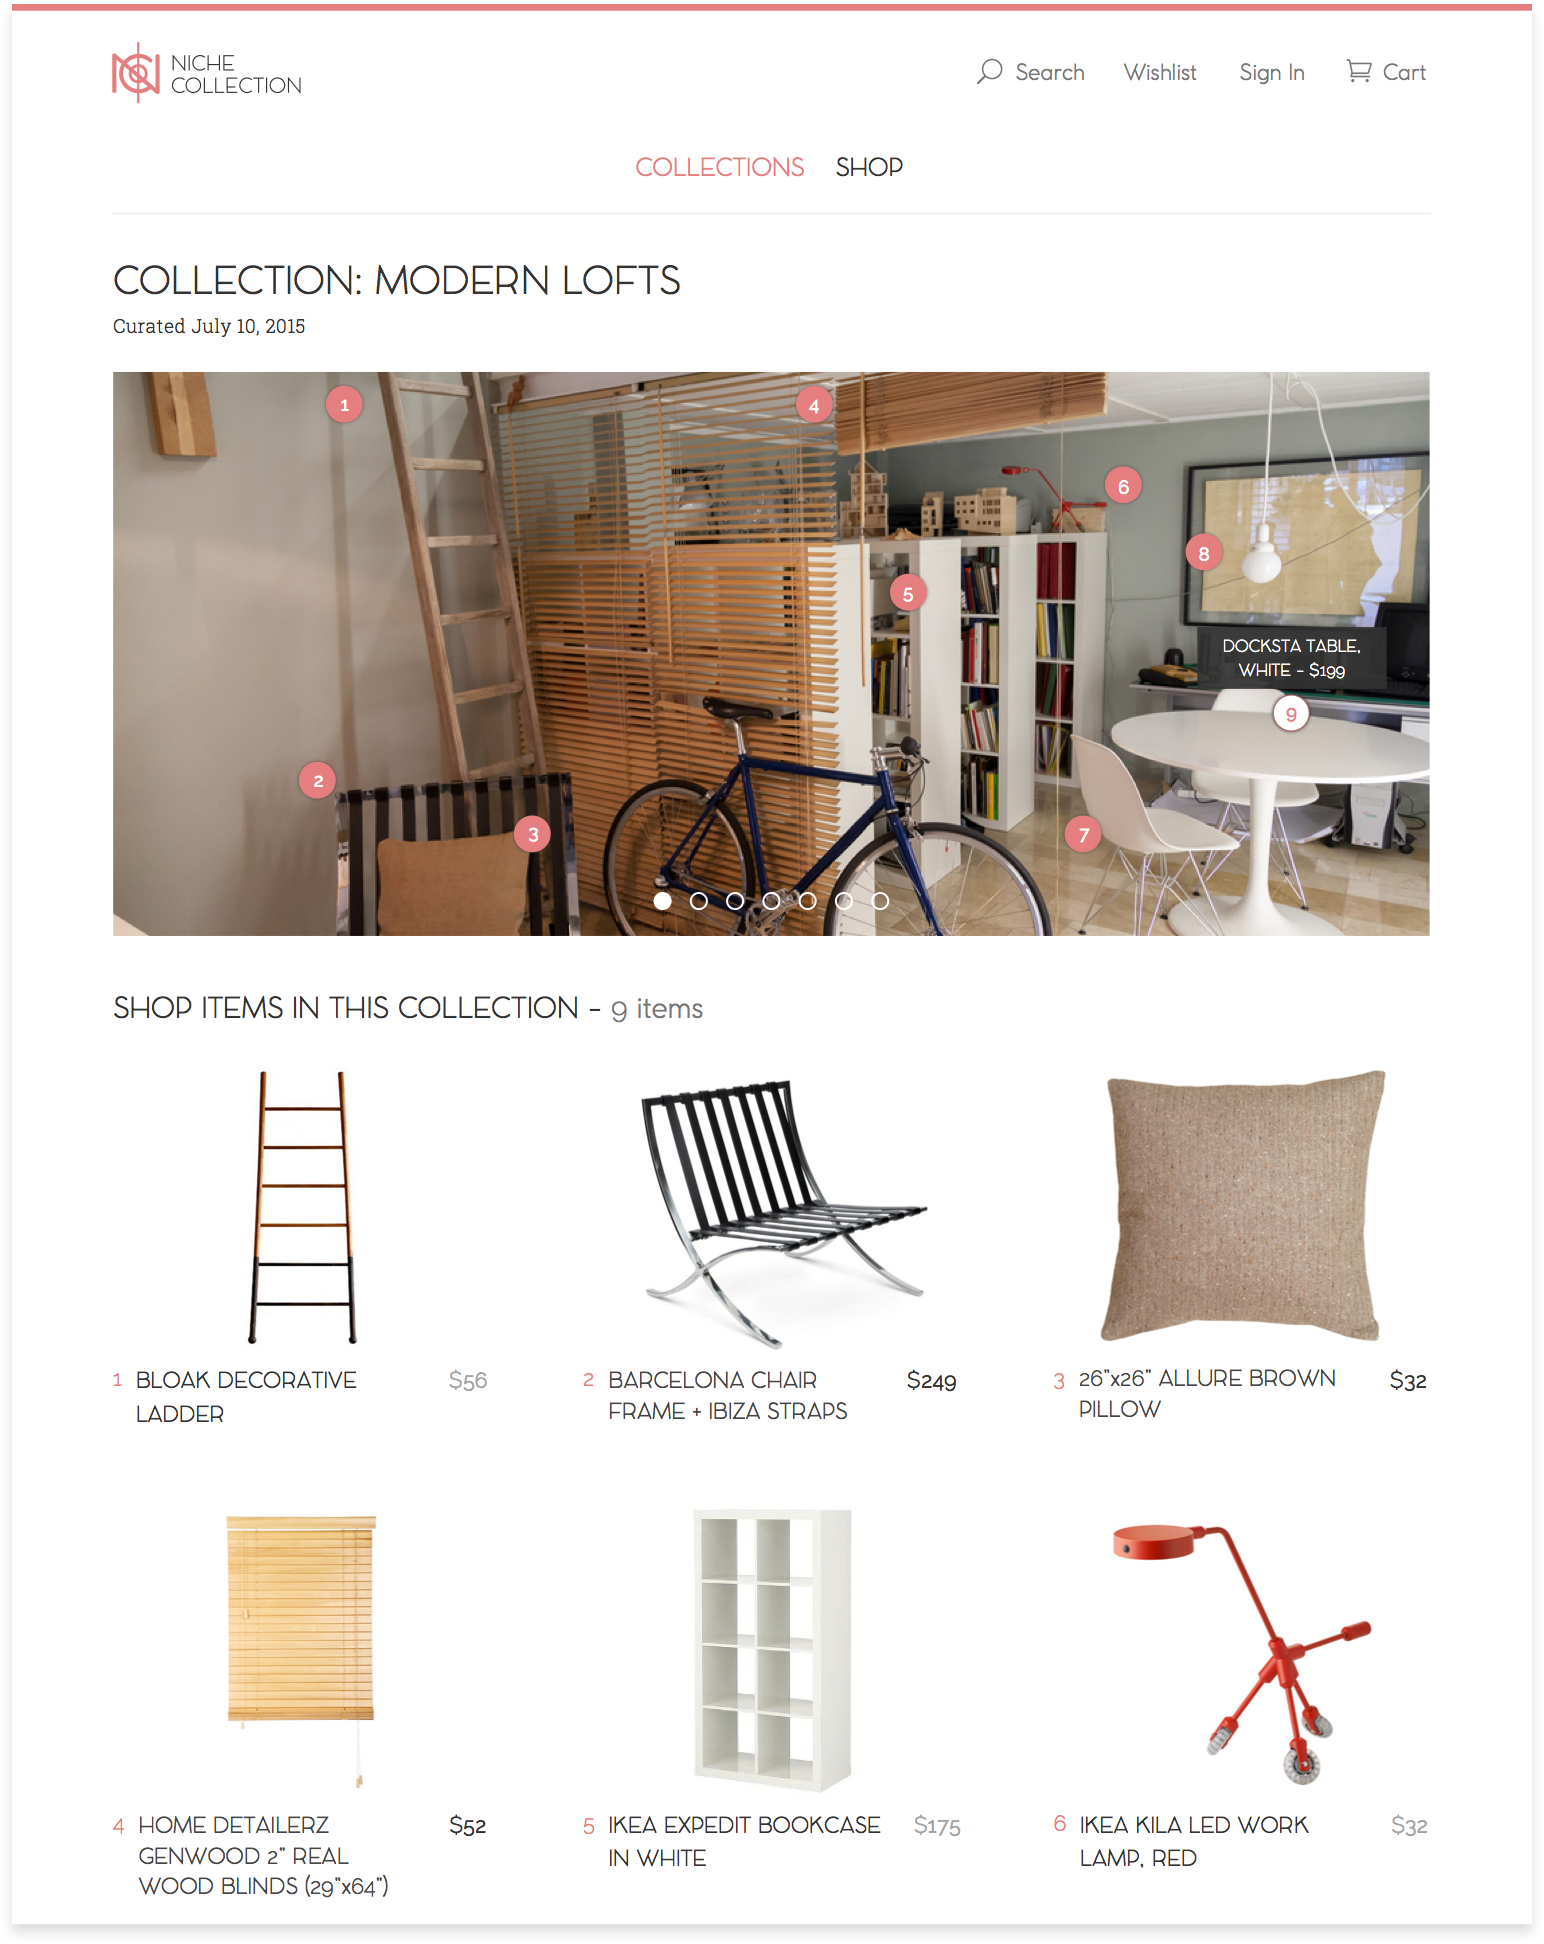 NICHE
COLLECTION
Search Wishlist Sign In Cart
COLLECTIONS SHOP
COLLECTION: MODERN LOFTS
Curated July 10, 2015
1
4
6
8
5
DOCKSTA TABLE,
WHITE - $199
9
2
3
7
SHOP ITEMS IN THIS COLLECTION - 9 items
1 BLOAK DECORATIVE
LADDER
$56
2 BARCELONA CHAIR
FRAME + IBIZA STRAPS
$249
3 26"x26" ALLURE BROWN
PILLOW
$32
4 HOME DETAILERZ
GENWOOD 2" REAL
WOOD BLINDS (29"x64")
$52
5 IKEA EXPEDIT BOOKCASE
IN WHITE
$175
6 IKEA KILA LED WORK
LAMP, RED
$32